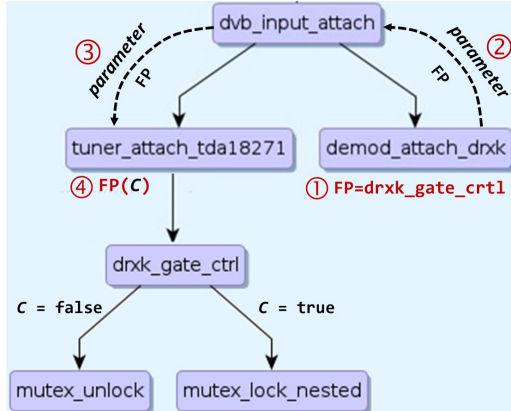 dvb_input_attach
③
parameter
FP
②
parameter
FP
tuner_attach_tda18271
demod_attach_drxk
④ FP(C)
① FP=drxk_gate_crtl
drxk_gate_ctrl
C = false
C = true
mutex_unlock
mutex_lock_nested